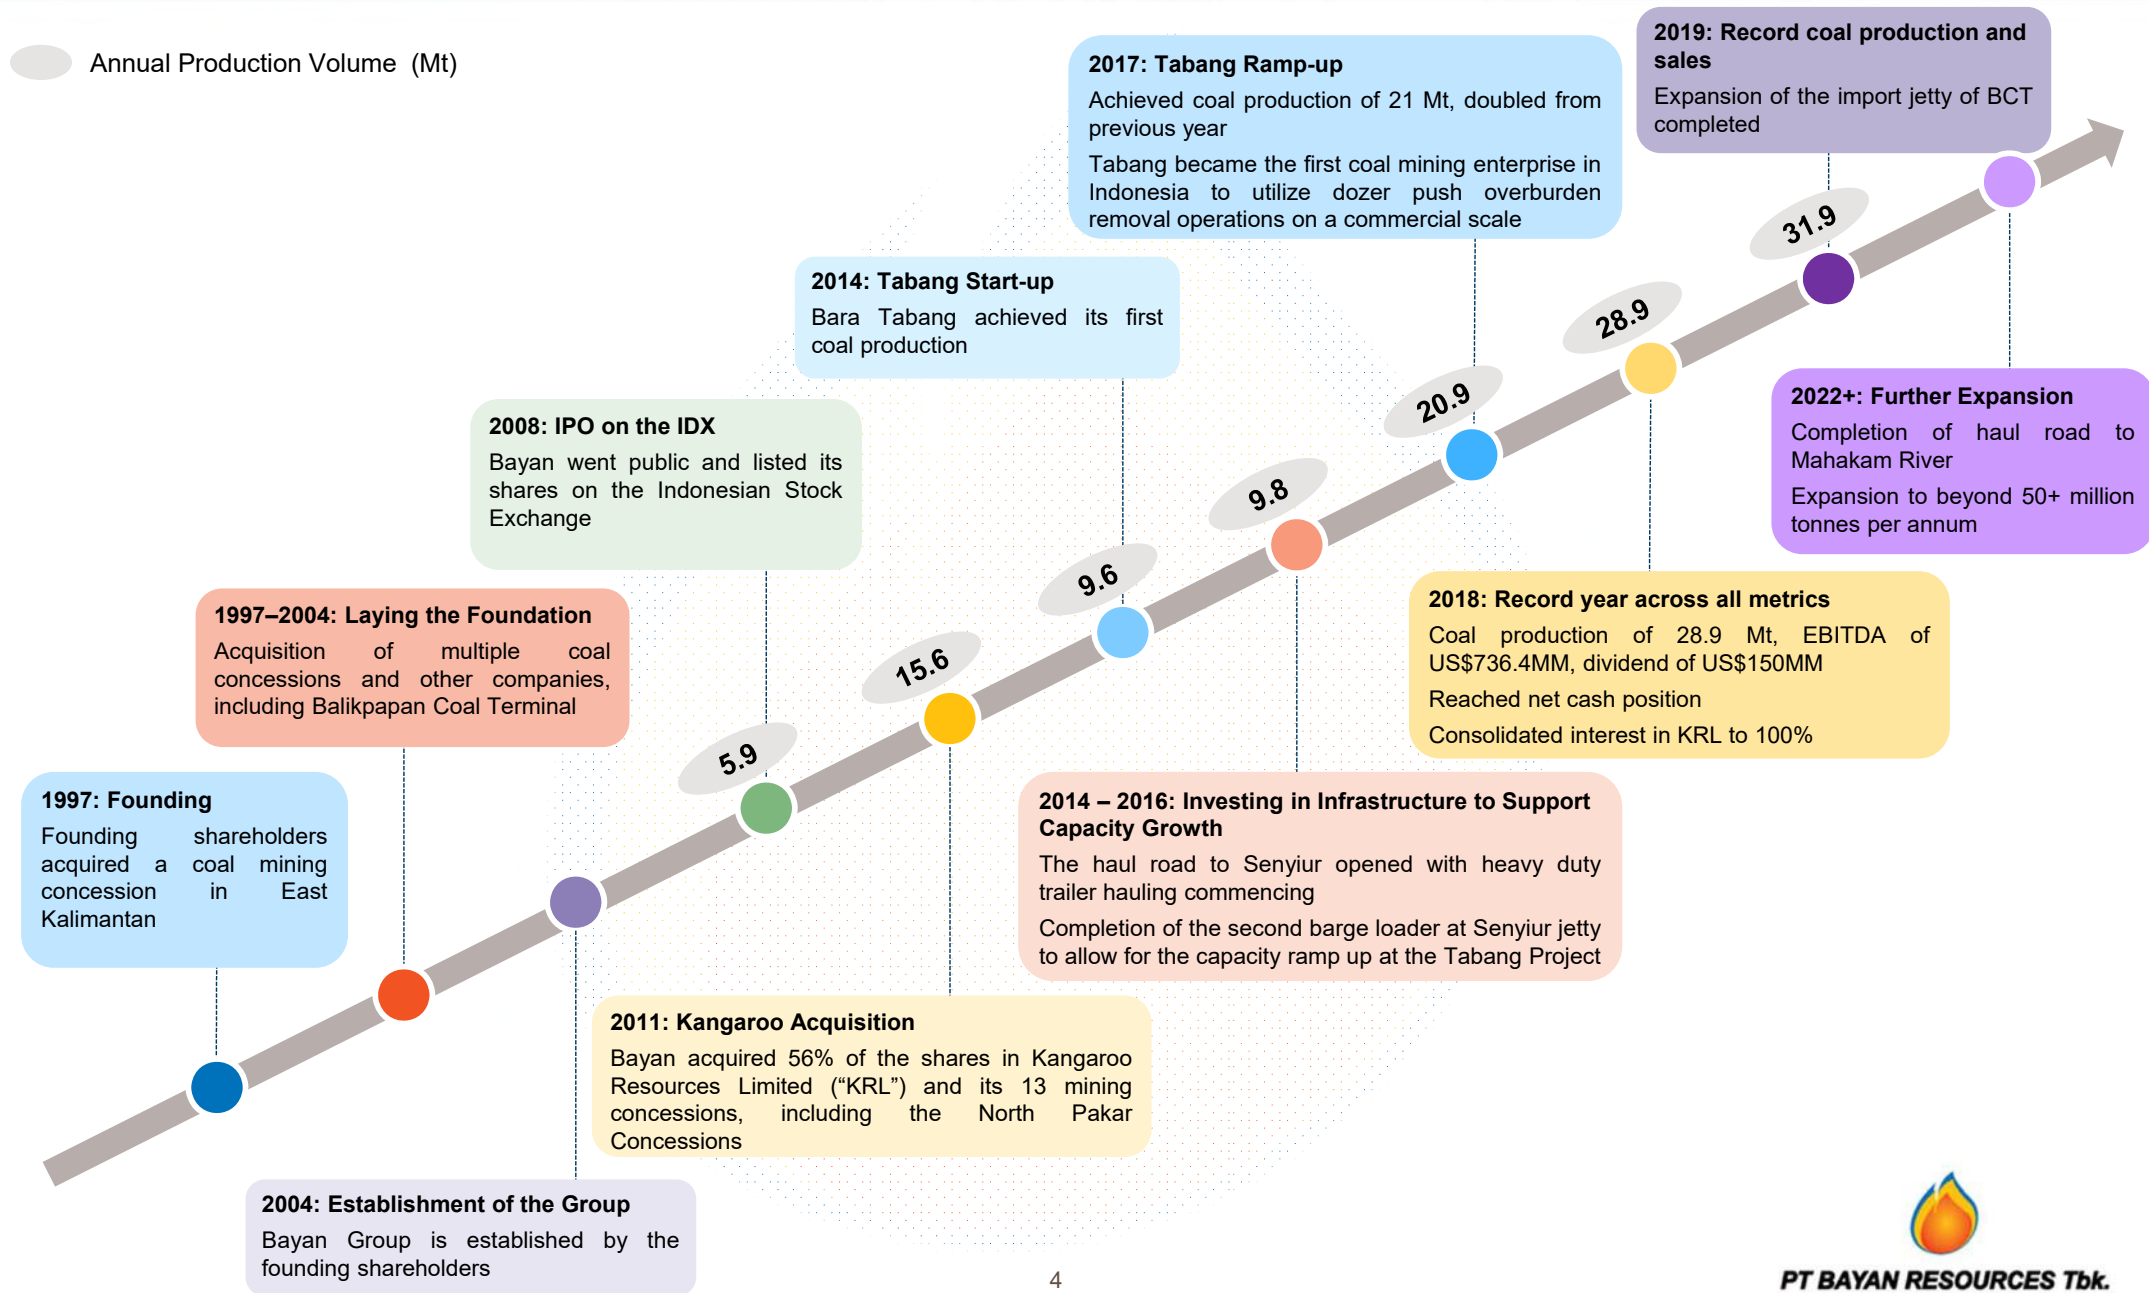 Annual Production Volume  (Mt)
1997: Founding
Founding shareholders
acquired a coal mining
concession in East
Kalimantan
1997–2004: Laying the Foundation
Acquisition of multiple coal
concessions and other companies,
including Balikpapan Coal Terminal
2004: Establishment of the Group
Bayan Group is established by the
founding shareholders
2008: IPO on the IDX
Bayan went public and listed its
shares on the Indonesian Stock
Exchange
5.9
2011: Kangaroo Acquisition
Bayan acquired 56% of the shares in Kangaroo
Resources Limited (“KRL”) and its 13 mining
concessions, including the North Pakar
Concessions
15.6
2014: Tabang Start-up
Bara Tabang achieved its first
coal production
9.6
2014 – 2016: Investing in Infrastructure to Support
Capacity Growth
The haul road to Senyiur opened with heavy duty
trailer hauling commencing
Completion of the second barge loader at Senyiur jetty
to allow for the capacity ramp up at the Tabang Project
9.8
2017: Tabang Ramp-up
Achieved coal production of 21 Mt, doubled from
previous year
Tabang became the first coal mining enterprise in
Indonesia to utilize dozer push overburden
removal operations on a commercial scale
20.9
2018: Record year across all metrics
Coal production of 28.9 Mt, EBITDA of
US$736.4MM, dividend of US$150MM
Reached net cash position
Consolidated interest in KRL to 100%
28.9
2019: Record coal production and
sales
Expansion of the import jetty of BCT
completed
31.9
2022+: Further Expansion
Completion of haul road to
Mahakam River
Expansion to beyond 50+ million
tonnes per annum
4
PT BAYAN RESOURCES Tbk.